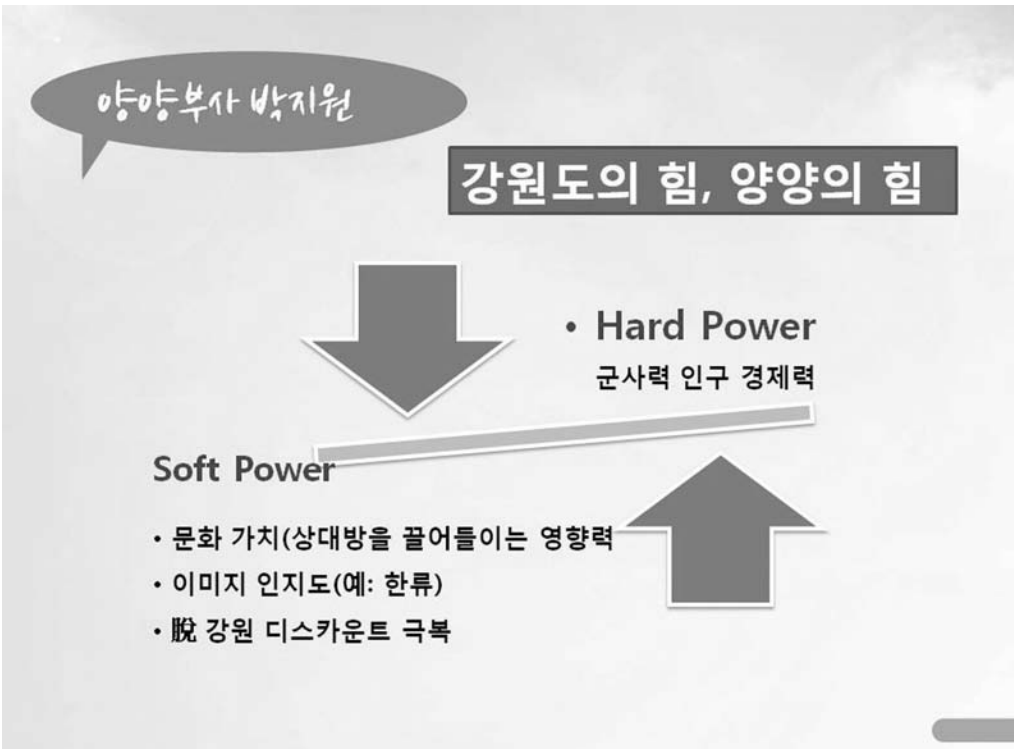 양양부사 박지원
강원도의 힘, 양양의 힘
• Hard Power
군사력 인구 경제력
Soft Power
• 문화 가치(상대방을 끌어들이는 영향력
• 이미지 인지도(예: 한류)
• 脫 강원 디스카운트 극복